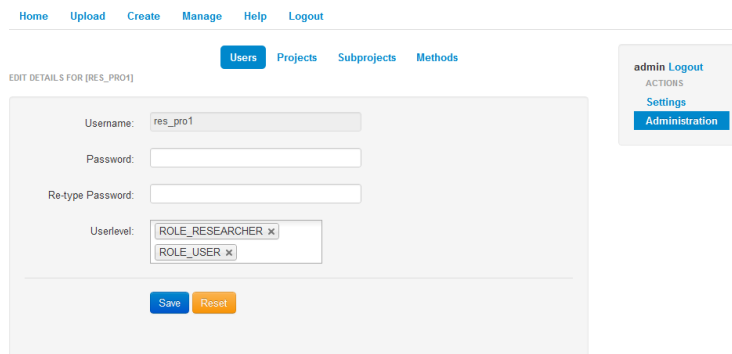 Home Upload Create Manage Help Logout
Users Projects Subprojects Methods
admin Logout
EDIT DETAILS FOR [RES_PRO1]
ACTIONS
Settings
Administration
Username: res_pro1
Password:
Re-type Password:
Userlevel: ROLE_RESEARCHER ×
ROLE_USER ×
Save Reset